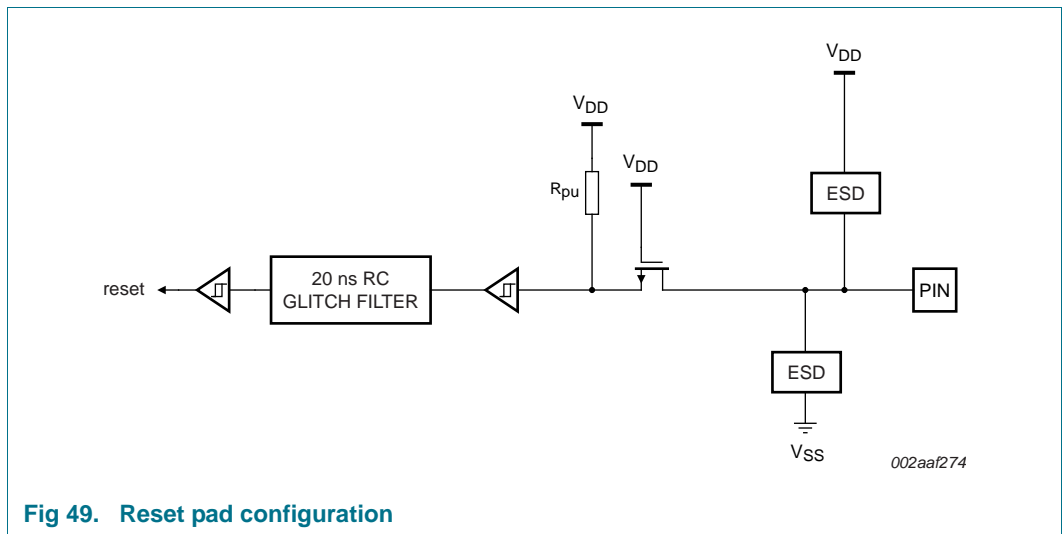 VDD
VDD
VDD
Rpu
ESD
reset
20 ns RC
GLITCH FILTER
PIN
ESD
VSS
002aaf274
Fig 49. Reset pad configuration